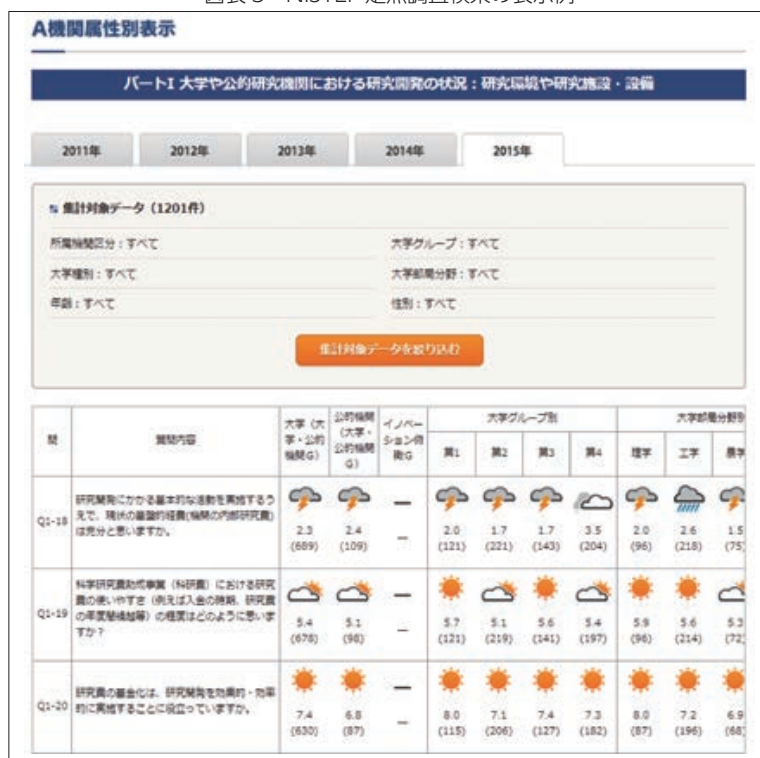 A機関属性別表示
パートI 大学や公的研究機関における研究開発の状況：研究環境や研究施設・設備
2011年 2012年 2013年 2014年 2015年
集計対象データ（1201件）
所属機関区分：すべて 大学グループ：すべて
大学種別：すべて 大学部局分野：すべて
年齢：すべて 性別：すべて
集計対象データを絞り込む
問 質問内容 大学（大学・公的機関G） 公的機関（大学・公的機関G） イノベーション俯瞰G 大学グループ別 大学部局分野別
第1 第2 第3 第4 理学 工学 農学
Q1-18
研究開発にかかる基本的な活動を実施するう
えで、現状の基盤的経費(機関の内部研究費)
は充分と思いますか。
2.3 2.4 － 2.0 1.7 1.7 3.5 2.0 2.6 1.5
(689) (109) (121) (221) (143) (204) (96) (218) (75)
Q1-19
科学研究費助成事業（科研費）における研究
費の使いやすさ（例えば入金の時期、研究費
の年度間繰越等）の程度はどのように思いま
すか？
5.4 5.1 － 5.7 5.1 5.6 5.4 5.9 5.6 5.3
(678) (98) (121) (219) (141) (197) (96) (214) (72)
Q1-20
研究費の基金化は、研究開発を効果的・効率
的に実施することに役立っていますか。
7.4 6.8 － 8.0 7.1 7.4 7.3 8.0 7.2 6.9
(630) (87) (115) (206) (127) (182) (87) (196) (68)